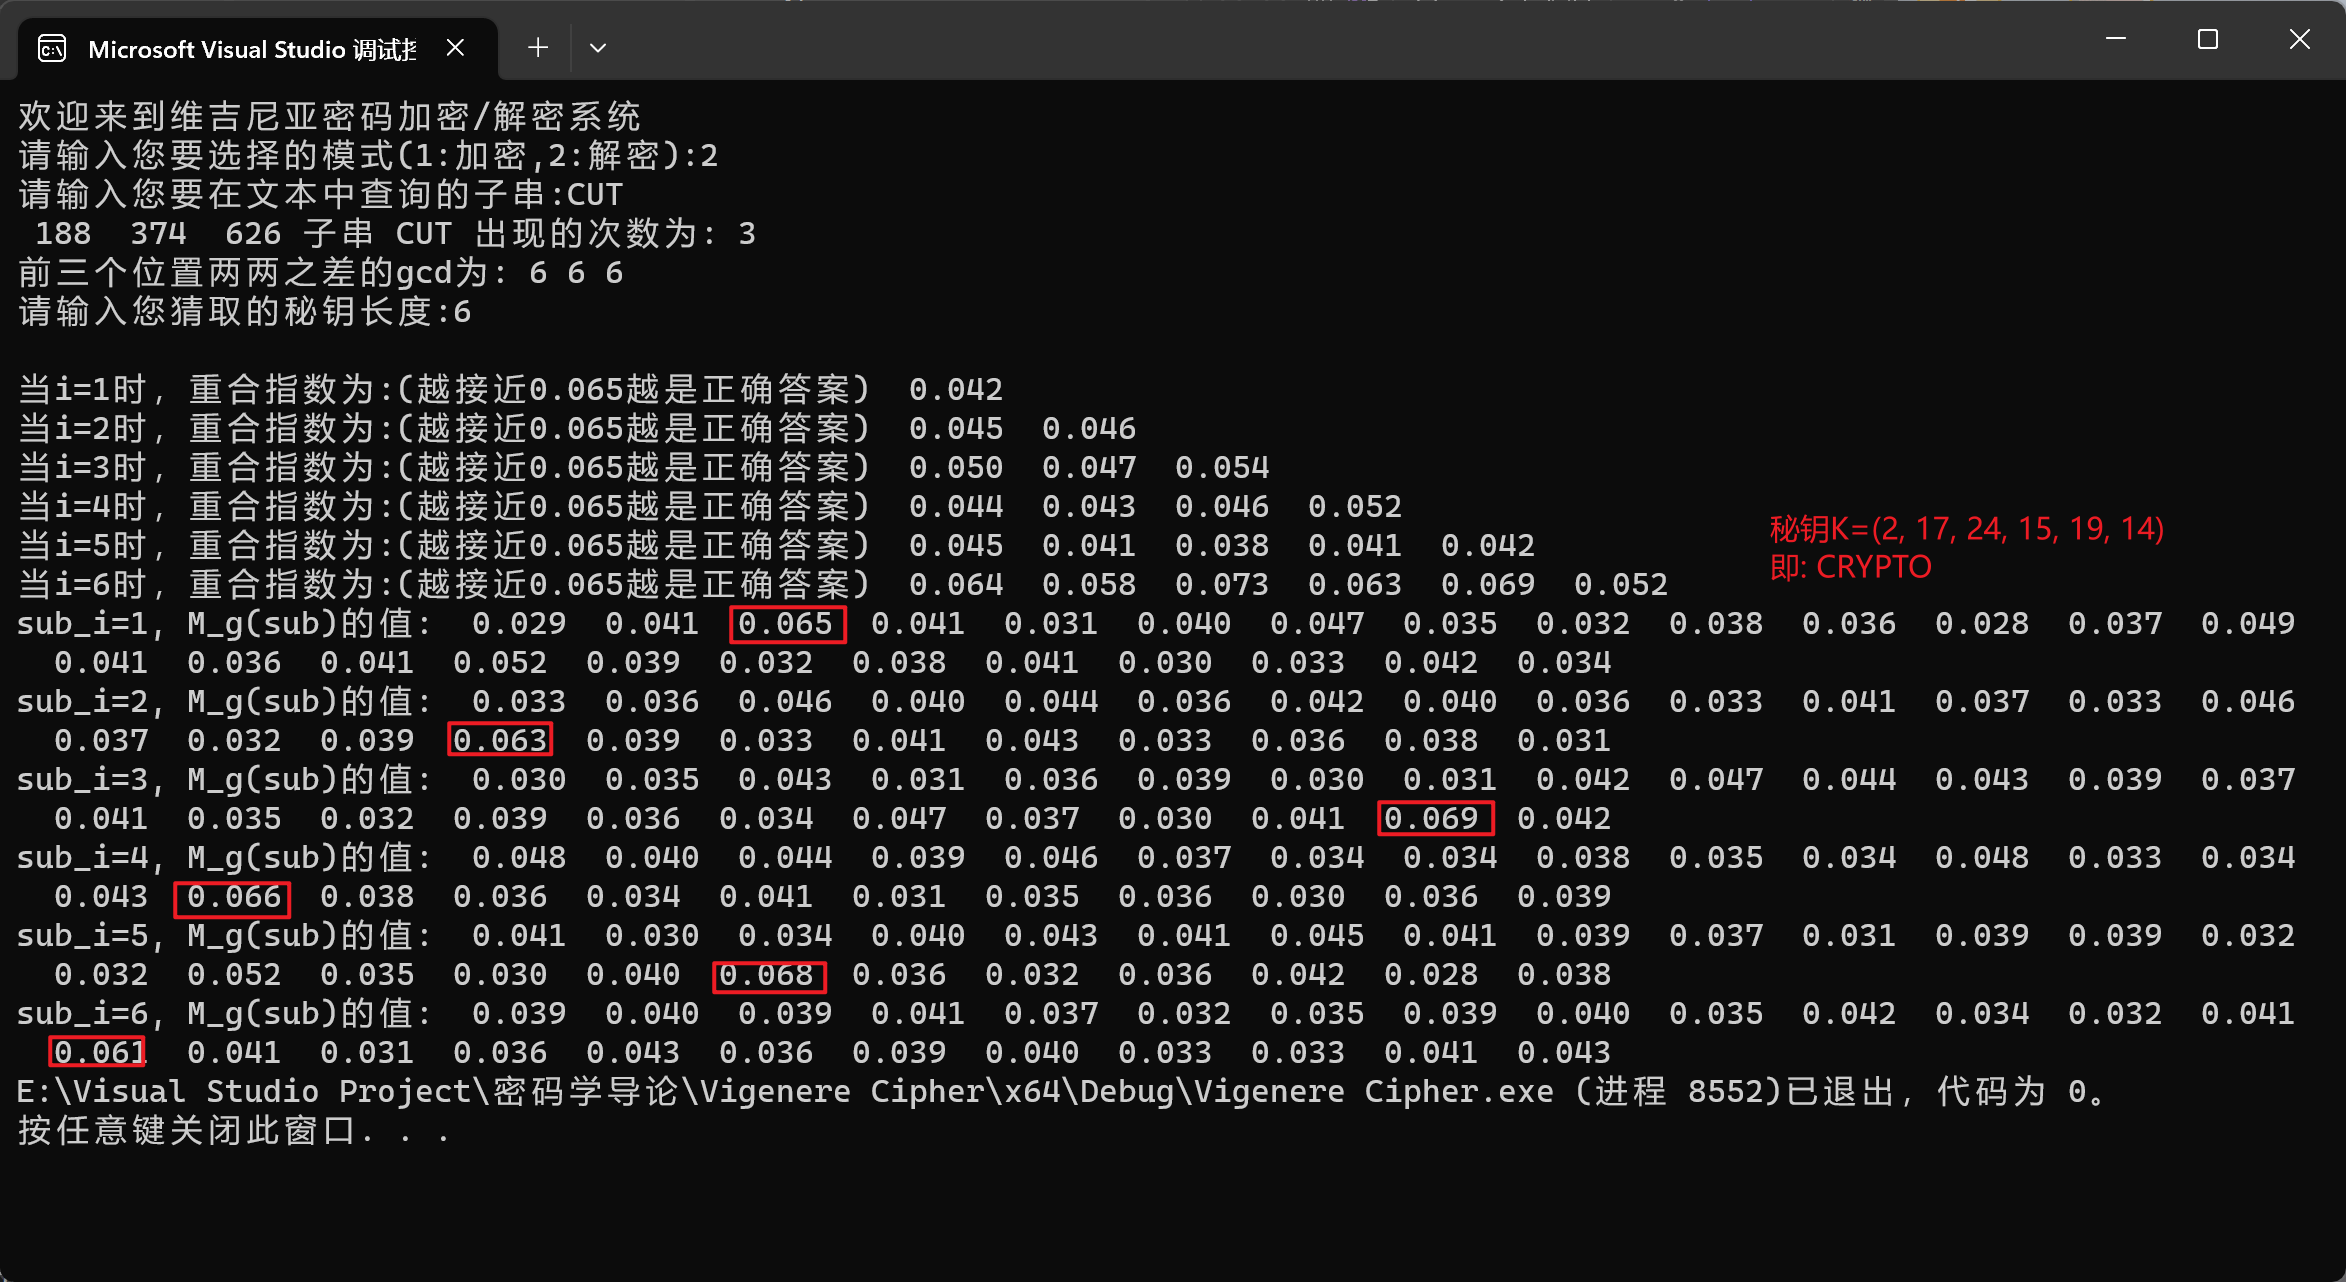 Microsoft Visual Studio 调试控
欢迎来到维吉尼亚密码加密/解密系统
请输入您要选择的模式(1:加密,2:解密):2
请输入您要在文本中查询的子串:CUT
188  374  626 子串 CUT 出现的次数为: 3
前三个位置两两之差的gcd为: 6 6 6
请输入您猜取的秘钥长度:6
当i=1时, 重合指数为:(越接近0.065越是正确答案)  0.042
当i=2时, 重合指数为:(越接近0.065越是正确答案)  0.045  0.046
当i=3时, 重合指数为:(越接近0.065越是正确答案)  0.050  0.047  0.054
当i=4时, 重合指数为:(越接近0.065越是正确答案)  0.044  0.043  0.046  0.052
秘钥K=(2, 17, 24, 15, 19, 14)
当i=5时, 重合指数为:(越接近0.065越是正确答案)  0.045  0.041  0.038  0.041  0.042
即: CRYPTO
当i=6时, 重合指数为:(越接近0.065越是正确答案)  0.064  0.058  0.073  0.063  0.069  0.052
sub_i=1, M_g(sub)的值:  0.029  0.041  0.065  0.041  0.031  0.040  0.047  0.035  0.032  0.038  0.036  0.028  0.037  0.049
0.041  0.036  0.041  0.052  0.039  0.032  0.038  0.041  0.030  0.033  0.042  0.034
sub_i=2, M_g(sub)的值:  0.033  0.036  0.046  0.040  0.044  0.036  0.042  0.040  0.036  0.033  0.041  0.037  0.033  0.046
0.037  0.032  0.039  0.063  0.039  0.033  0.041  0.043  0.033  0.036  0.038  0.031
sub_i=3, M_g(sub)的值:  0.030  0.035  0.043  0.031  0.036  0.039  0.030  0.031  0.042  0.047  0.044  0.043  0.039  0.037
0.041  0.035  0.032  0.039  0.036  0.034  0.047  0.037  0.030  0.041  0.069  0.042
sub_i=4, M_g(sub)的值:  0.048  0.040  0.044  0.039  0.046  0.037  0.034  0.034  0.038  0.035  0.034  0.048  0.033  0.034
0.043  0.066  0.038  0.036  0.034  0.041  0.031  0.035  0.036  0.030  0.036  0.039
sub_i=5, M_g(sub)的值:  0.041  0.030  0.034  0.040  0.043  0.041  0.045  0.041  0.039  0.037  0.031  0.039  0.039  0.032
0.032  0.052  0.035  0.030  0.040  0.068  0.036  0.032  0.036  0.042  0.028  0.038
sub_i=6, M_g(sub)的值:  0.039  0.040  0.039  0.041  0.037  0.032  0.035  0.039  0.040  0.035  0.042  0.034  0.032  0.041
0.061  0.041  0.031  0.036  0.043  0.036  0.039  0.040  0.033  0.033  0.041  0.043
E:\Visual Studio Project\密码学导论\Vigenere Cipher\x64\Debug\Vigenere Cipher.exe (进程 8552)已退出, 代码为 0。
按任意键关闭此窗口. . .